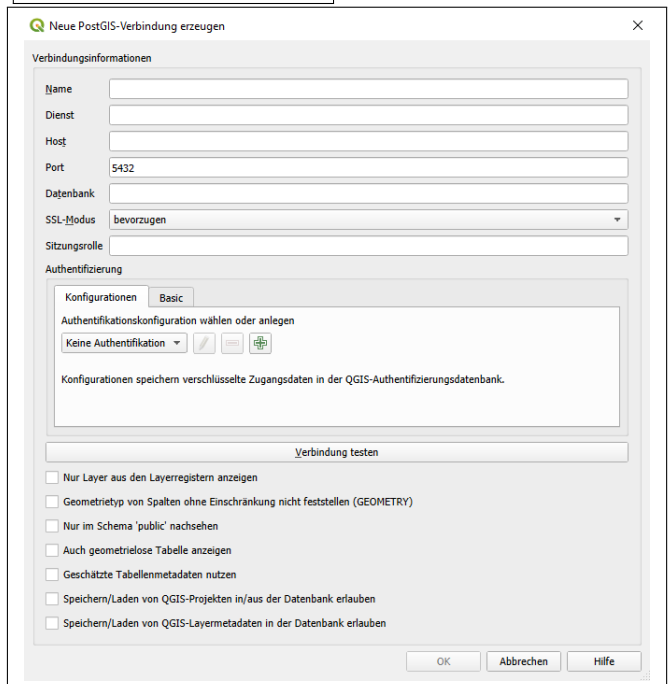 Neue PostGIS-Verbindung erzeugen
Verbindungsinformationen
Name
Dienst
Host
Port 5432
Datenbank
SSL-Modus bevorzugen
Sitzungsrolle
Authentifizierung
Konfigurationen Basic
Authentifikationskonfiguration wählen oder anlegen
Keine Authentifikation
Konfigurationen speichern verschlüsselte Zugangsdaten in der QGIS-Authentifizierungsdatenbank.
Verbindung testen
Nur Layer aus den Layerregistern anzeigen
Geometrietyp von Spalten ohne Einschränkung nicht feststellen (GEOMETRY)
Nur im Schema 'public' nachsehen
Auch geometrielose Tabelle anzeigen
Geschätzte Tabellenmetadaten nutzen
Speichern/Laden von QGIS-Projekten in/aus der Datenbank erlauben
Speichern/Laden von QGIS-Layermetadaten in der Datenbank erlauben
OK Abbrechen Hilfe